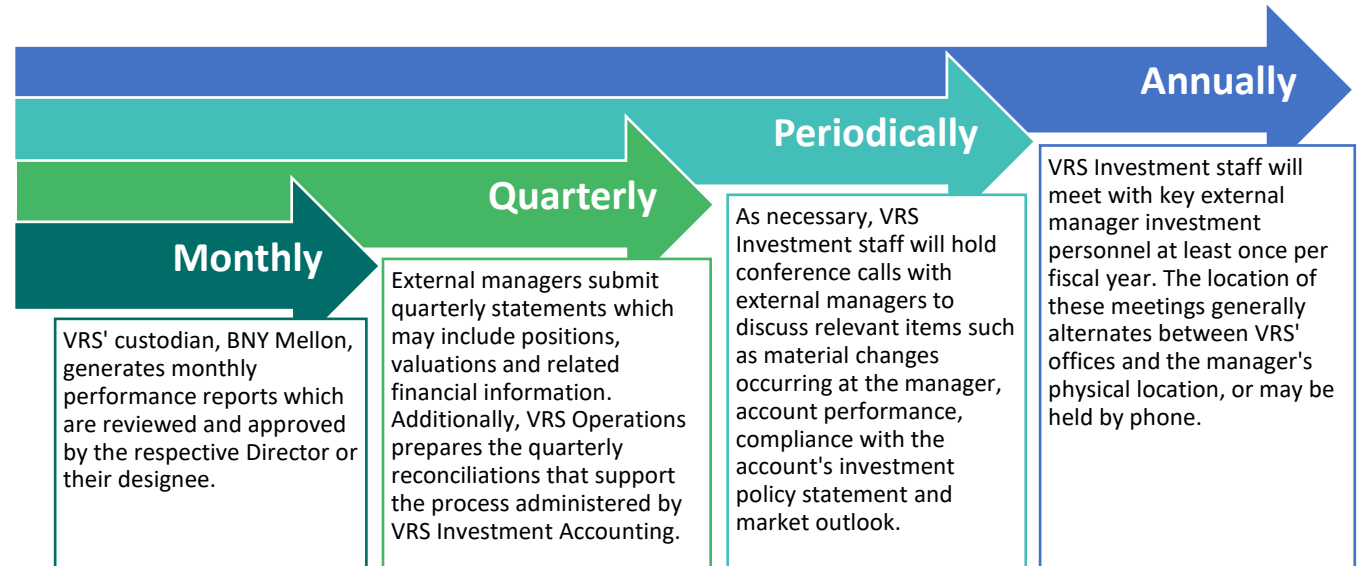 Monthly
VRS' custodian, BNY Mellon,
generates monthly
performance reports which
are reviewed and approved
by the respective Director or
their designee.
Quarterly
External managers submit
quarterly statements which
may include positions,
valuations and related
financial information.
Additionally, VRS Operations
prepares the quarterly
reconciliations that support
the process administered by
VRS Investment Accounting.
Periodically
As necessary, VRS
Investment staff will hold
conference calls with
external managers to
discuss relevant items such
as material changes
occurring at the manager,
account performance,
compliance with the
account's investment
policy statement and
market outlook.
Annually
VRS Investment staff will
meet with key external
manager investment
personnel at least once per
fiscal year. The location of
these meetings generally
alternates between VRS'
offices and the manager's
physical location, or may be
held by phone.